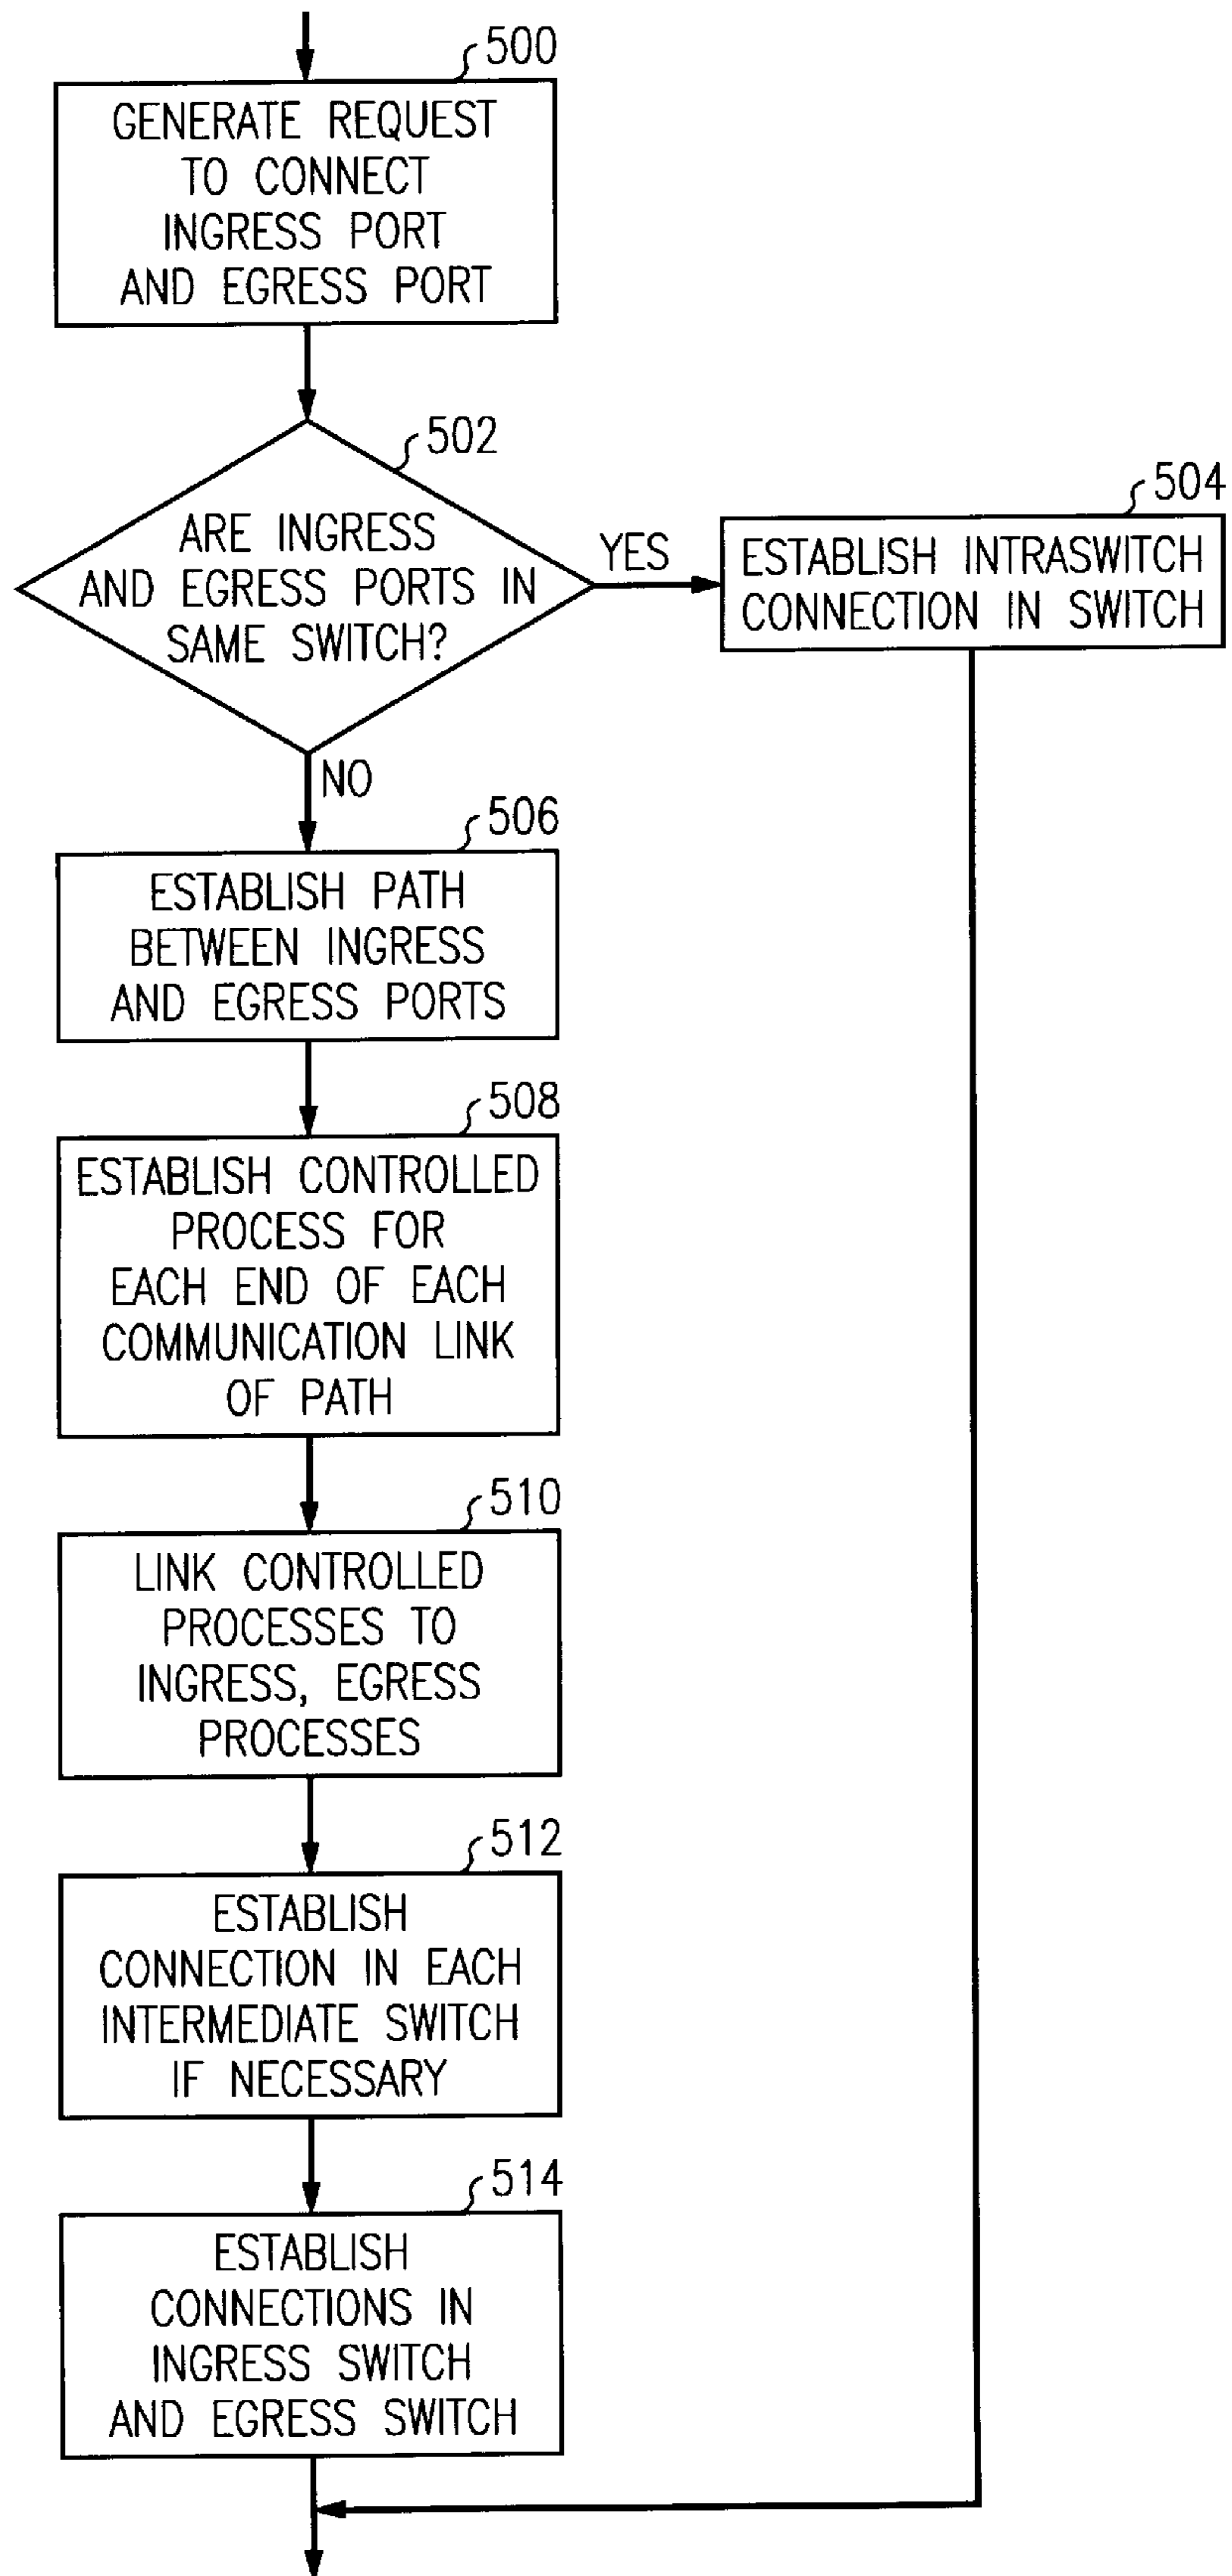 500
GENERATE REQUEST
TO CONNECT
INGRESS PORT
AND EGRESS PORT
502
ARE INGRESS
AND EGRESS PORTS IN
SAME SWITCH?
YES
504
ESTABLISH INTRASWITCH
CONNECTION IN SWITCH
NO
506
ESTABLISH PATH
BETWEEN INGRESS
AND EGRESS PORTS
508
ESTABLISH CONTROLLED
PROCESS FOR
EACH END OF EACH
COMMUNICATION LINK
OF PATH
510
LINK CONTROLLED
PROCESSES TO
INGRESS, EGRESS
PROCESSES
512
ESTABLISH
CONNECTION IN EACH
INTERMEDIATE SWITCH
IF NECESSARY
514
ESTABLISH
CONNECTIONS IN
INGRESS SWITCH
AND EGRESS SWITCH